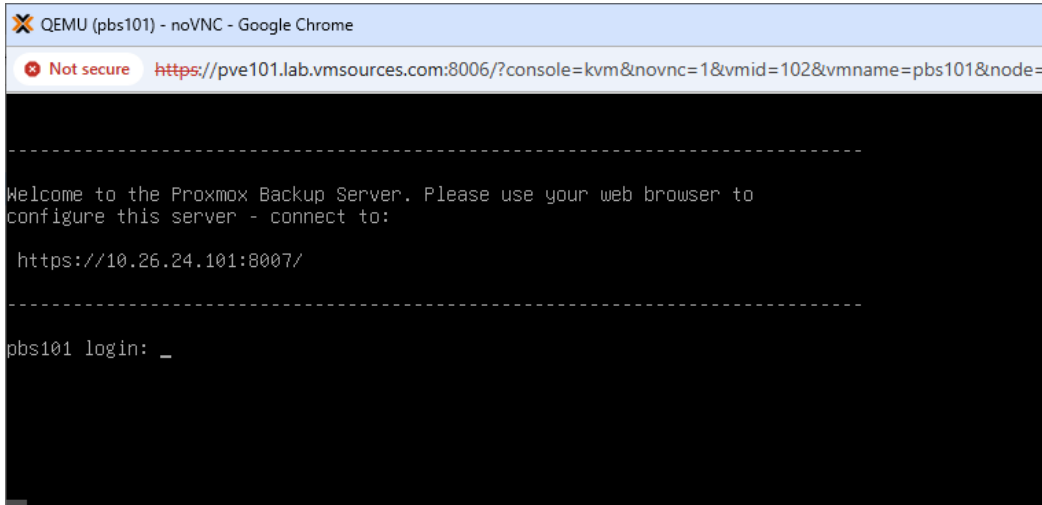 QEMU (pbs101) - noVNC - Google Chrome
Not secure https://pve101.lab.vmsources.com:8006/?console=kvm&novnc=1&vmid=102&vmname=pbs101&node=
-------------------------------------------------------------------------------
Welcome to the Proxmox Backup Server. Please use your web browser to
configure this server - connect to:
https://10.26.24.101:8007/
-------------------------------------------------------------------------------
pbs101 login: _